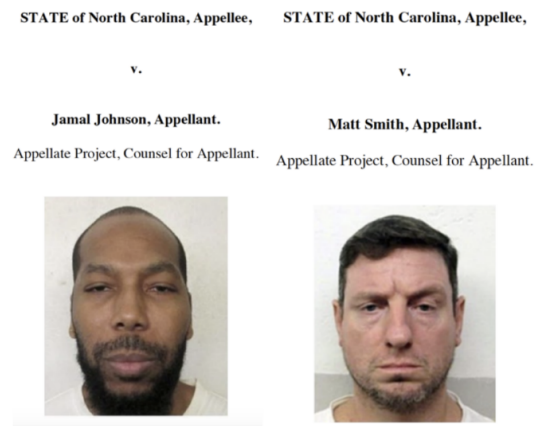 STATE of North Carolina, Appellee,
v.
Jamal Johnson, Appellant.
Appellate Project, Counsel for Appellant.
STATE of North Carolina, Appellee,
v.
Matt Smith, Appellant.
Appellate Project, Counsel for Appellant.